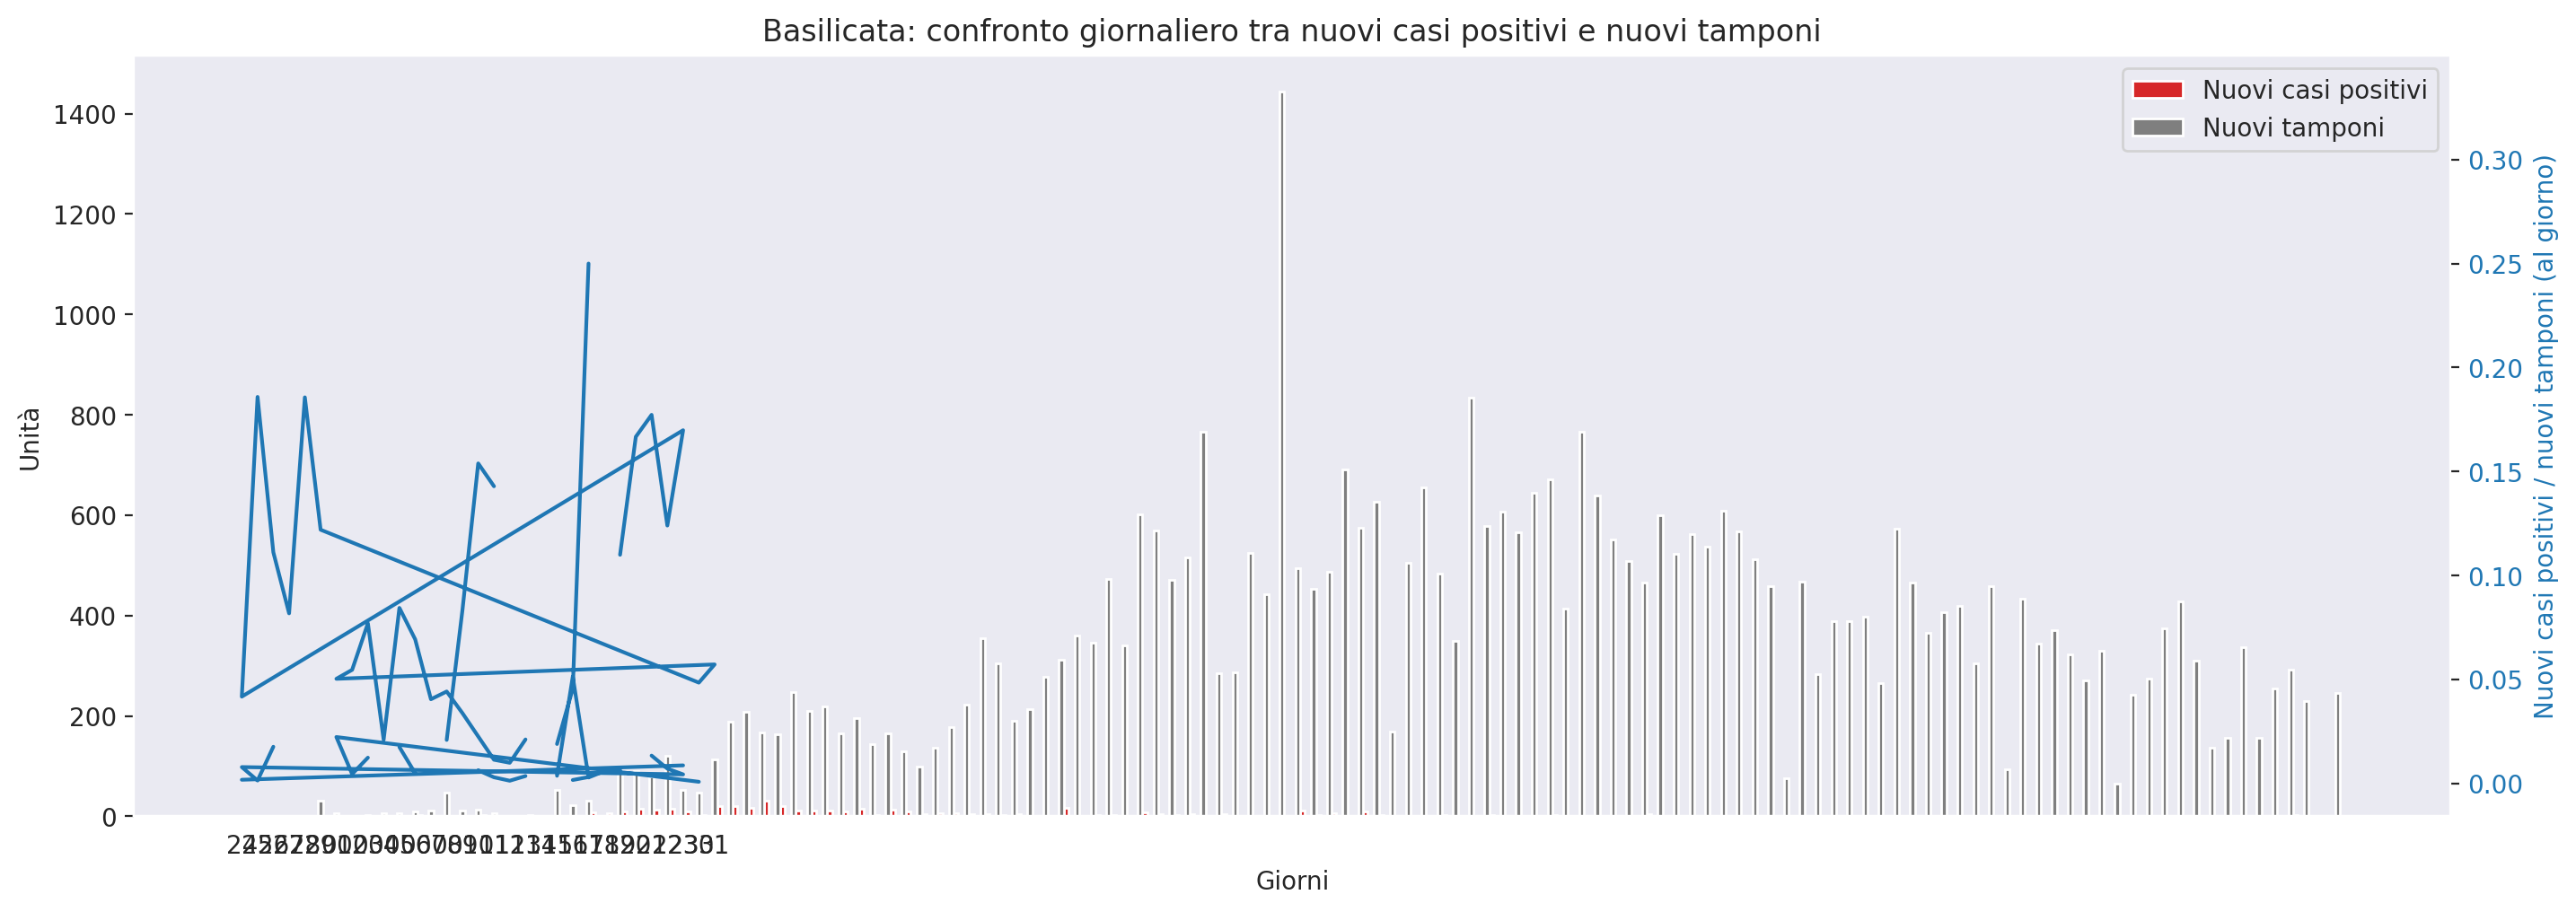 Basilicata: confronto giornaliero tra nuovi casi positivi e nuovi tamponi
Nuovi casi positivi
Nuovi tamponi
1400
1200
1000
800
600
400
200
0
Unità
0.30
0.25
0.20
0.15
0.10
0.05
0.00
Nuovi casi positivi / nuovi tamponi (al giorno)
Giorni